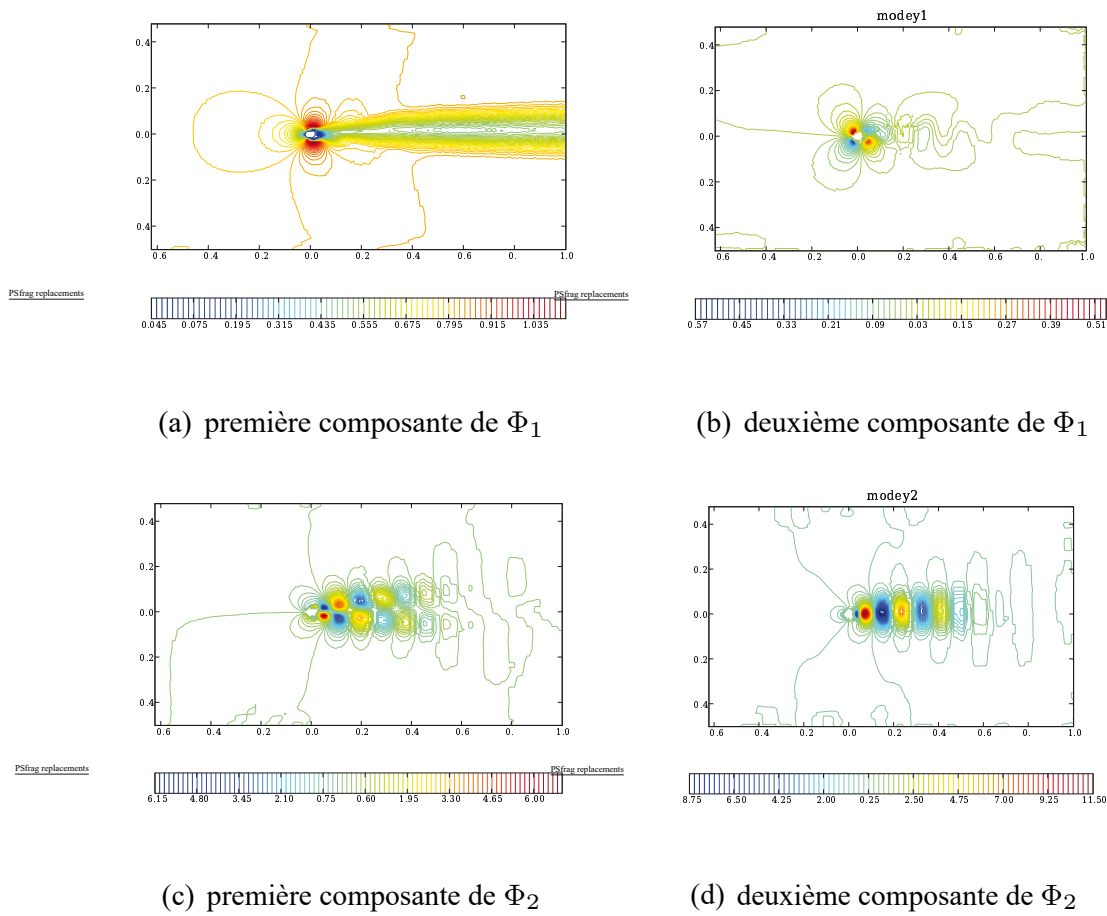 modey1
0.4
0.2
0.0
0.2
0.4
0.6 0.4 0.2 0.0 0.2 0.4 0.6 0.8 1.0
0.4
0.2
0.0
0.2
0.4
0.6 0.4 0.2 0.0 0.2 0.4 0.6 0.8 1.0
PSfrag replacements
0.045 0.075 0.195 0.315 0.435 0.555 0.675 0.795 0.915 1.035
PSfrag replacements
0.57 0.45 0.33 0.21 0.09 0.03 0.15 0.27 0.39 0.51
(a) première composante de Φ1
(b) deuxième composante de Φ1
modey2
0.4
0.2
0.0
0.2
0.4
0.6 0.4 0.2 0.0 0.2 0.4 0.6 0.8 1.0
0.4
0.2
0.0
0.2
0.4
0.6 0.4 0.2 0.0 0.2 0.4 0.6 0.8 1.0
PSfrag replacements
6.15 4.80 3.45 2.10 0.75 0.60 1.95 3.30 4.65 6.00
PSfrag replacements
8.75 6.50 4.25 2.00 0.25 2.50 4.75 7.00 9.25 11.50
(c) première composante de Φ2
(d) deuxième composante de Φ2